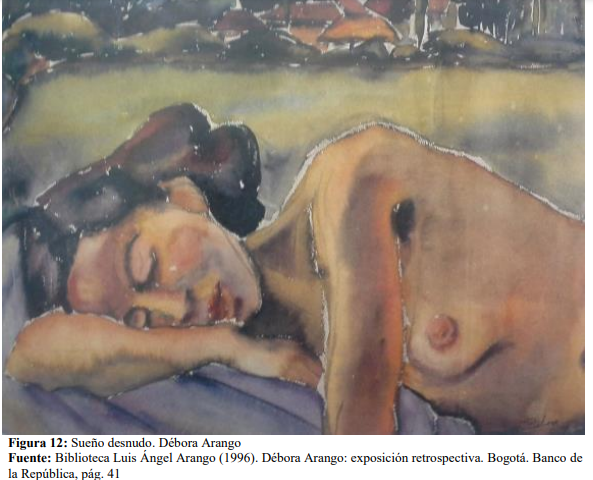 Figura 12: Sueño desnudo. Débora Arango
Fuente: Biblioteca Luis Ángel Arango (1996). Débora Arango: exposición retrospectiva. Bogotá. Banco de
la República, pág. 41